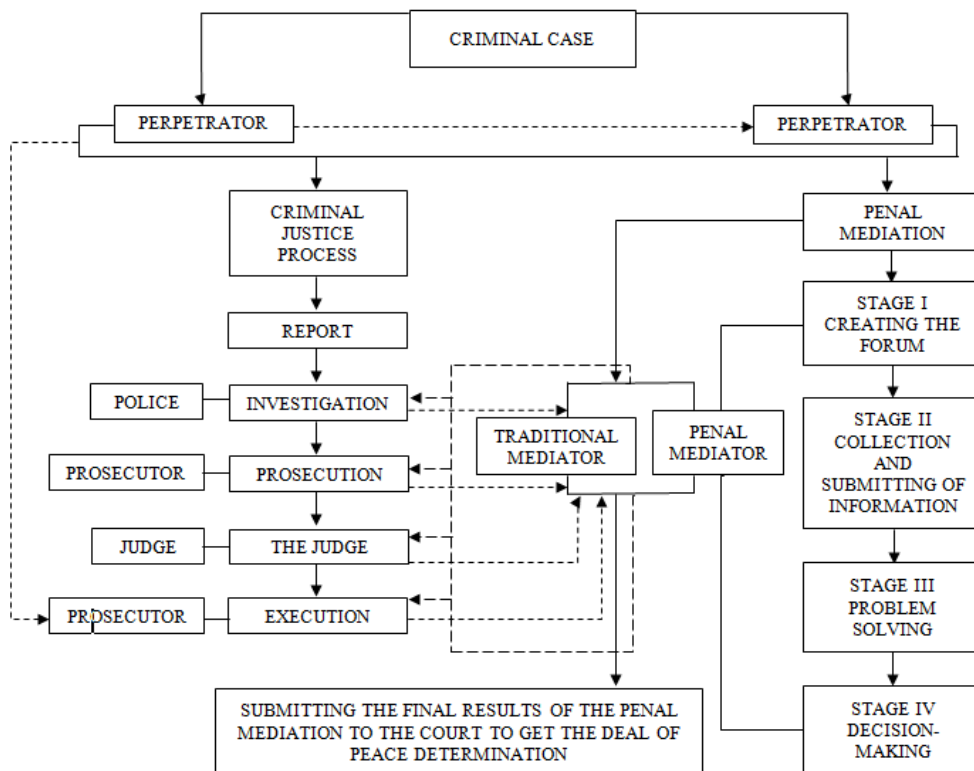 CRIMINAL CASE
PERPETRATOR
PERPETRATOR
CRIMINAL
JUSTICE
PROCESS
PENAL
MEDIATION
REPORT
STAGE I
CREATING THE
FORUM
POLICE
INVESTIGATION
TRADITIONAL
MEDIATOR
PENAL
MEDIATOR
STAGE II
COLLECTION
AND
SUBMITTING OF
INFORMATION
PROSECUTOR
PROSECUTION
JUDGE
THE JUDGE
STAGE III
PROBLEM
SOLVING
PROSECUTOR
EXECUTION
SUBMITTING THE FINAL RESULTS OF THE PENAL
MEDIATION TO THE COURT TO GET THE DEAL OF
PEACE DETERMINATION
STAGE IV
DECISION-
MAKING